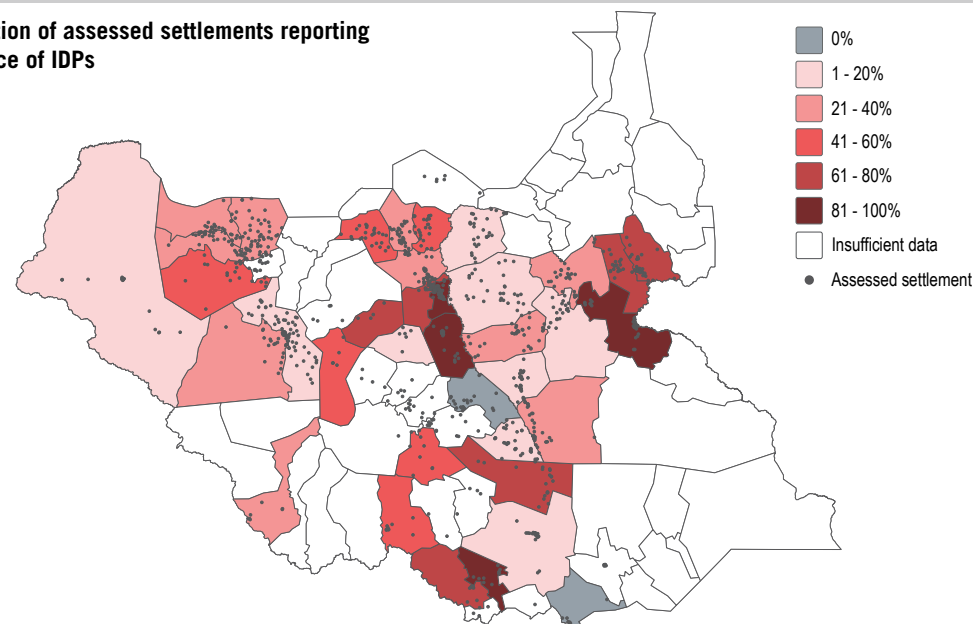 tion of assessed settlements reporting
ce of IDPs
0%
1 - 20%
21 - 40%
41 - 60%
61 - 80%
81 - 100%
Insufficient data
Assessed settlement